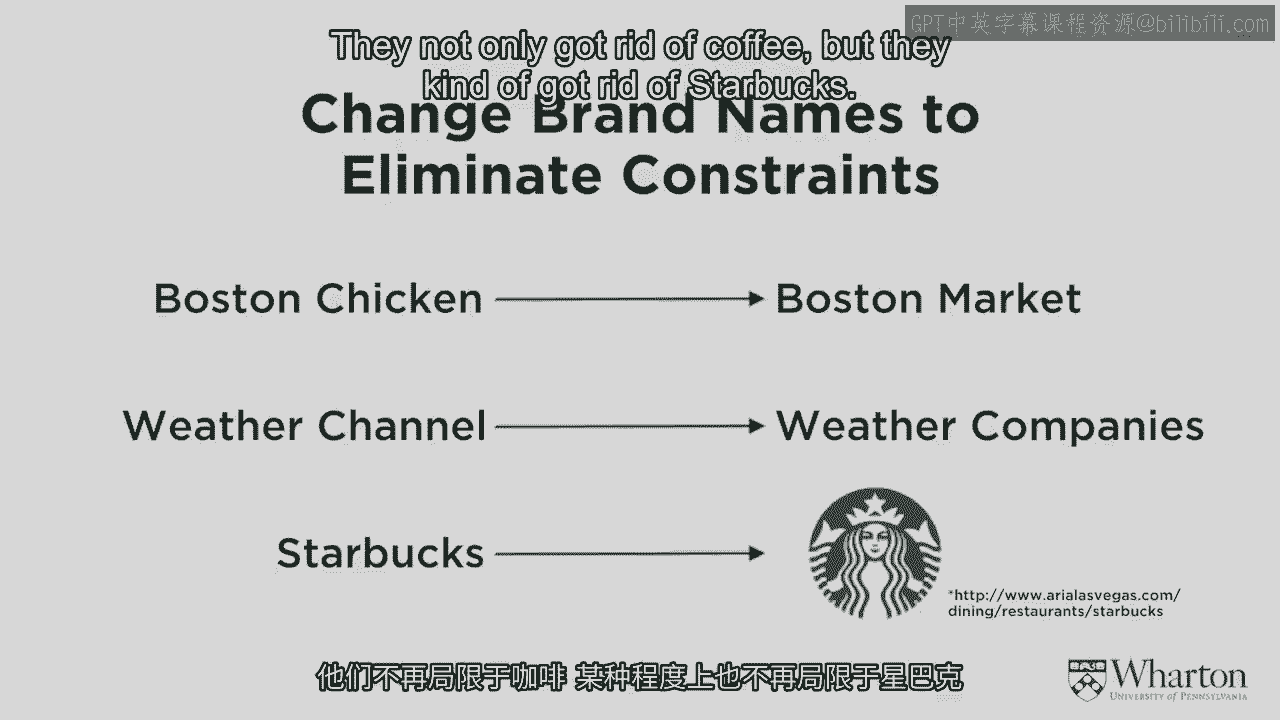 GPT中英字幕课程资源@bilibili.com
They not only got rid of coffee, but they
kind of got rid of Starbucks.
Change Brand Names to
Eliminate Constraints
Boston Chicken
Boston Market
Weather Channel
Weather Companies
Starbucks
*http://www.arialasvegas.com/
dining/restaurants/starbucks
他们不再局限于咖啡 某种程度上也不再局限于星巴克
Wharton
UNIVERSITY of PENNSYLVANIA